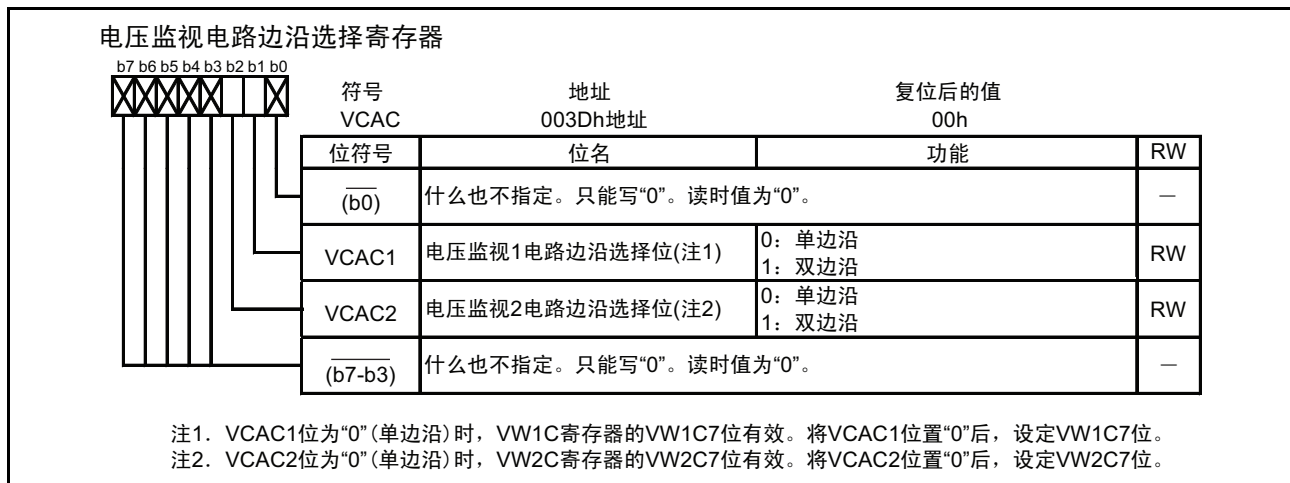 电压监视电路边沿选择寄存器
b7 b6 b5 b4 b3 b2 b1 b0
符号 地址 复位后的值
VCAC 003Dh地址 00h
位符号 位名 功能 RW
(b0) 什么也不指定。只能写“0”。读时值为“0”。 —
VCAC1 电压监视1电路边沿选择位(注1) 0：单边沿 1：双边沿 RW
VCAC2 电压监视2电路边沿选择位(注2) 0：单边沿 1：双边沿 RW
(b7-b3) 什么也不指定。只能写“0”。读时值为“0”。 —
注1．VCAC1位为“0”(单边沿)时，VW1C寄存器的VW1C7位有效。将VCAC1位置“0”后，设定VW1C7位。
注2．VCAC2位为“0”(单边沿)时，VW2C寄存器的VW2C7位有效。将VCAC2位置“0”后，设定VW2C7位。